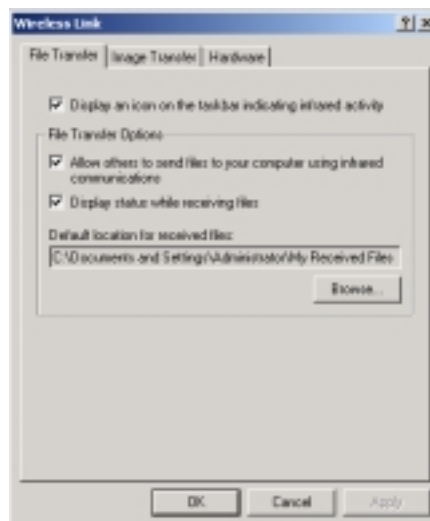 Wireless Link
File Transfer
Image Transfer
Hardware
Display an icon on the taskbar indicating infrared activity
File Transfer Options
Allow others to send files to your computer using infrared
communications
Display status while receiving files
Default location for received files:
C:\Documents and Settings\Administrator\My Received Files
Browse...
OK
Cancel
Apply